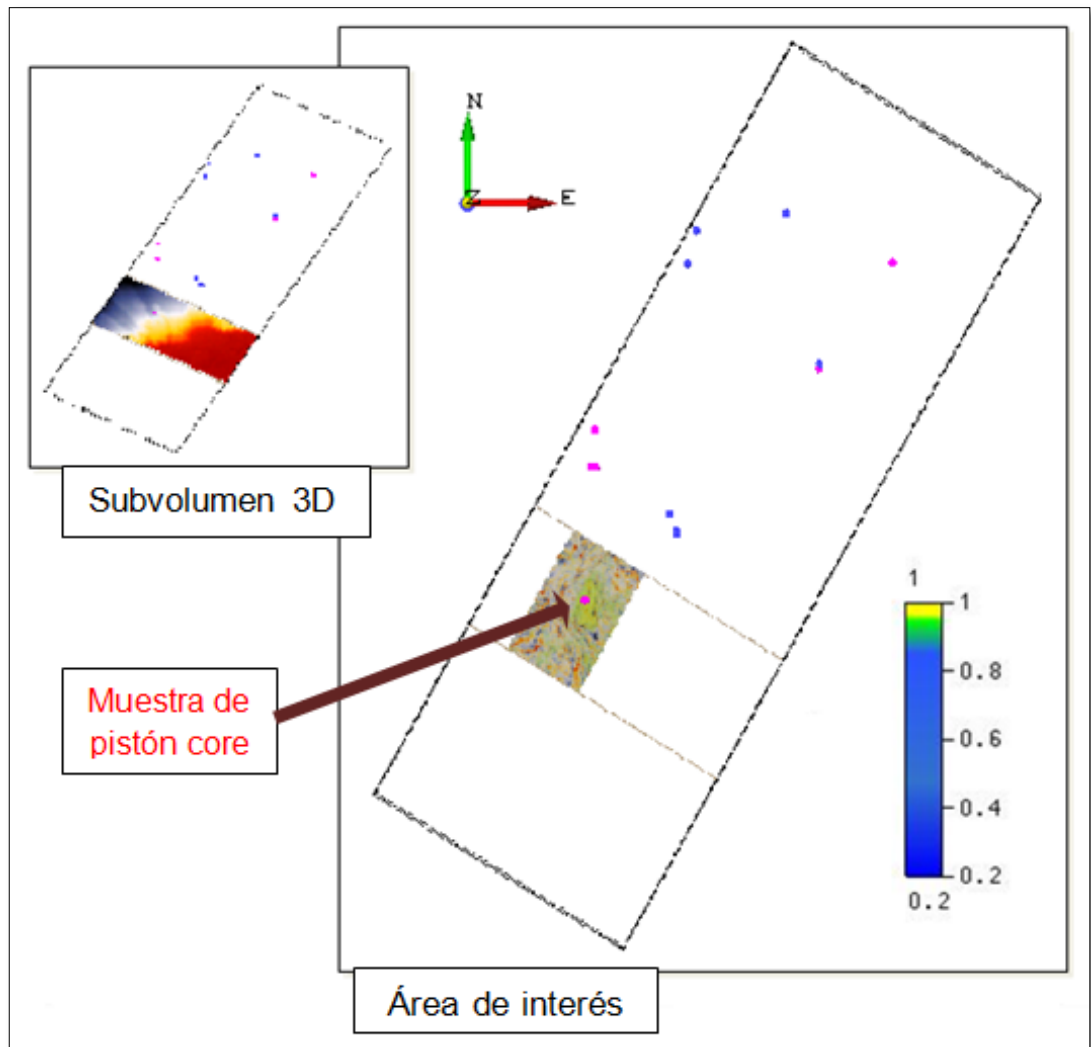 N
Z
E
Subvolumen 3D
Muestra de
pistón core
1
1
0.8
0.6
0.4
0.2
0.2
Área de interés